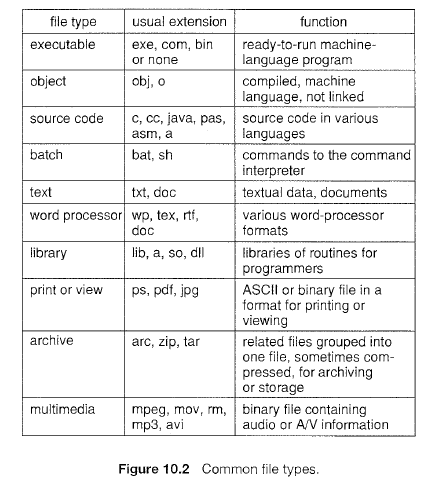 file type usual extension function
executable exe, com, bin ready-to-run machine-
or none language program
object obj, o compiled, machine
language, not linked
source code c, cc, java, pas, source code in various
asm, a languages
batch bat, sh commands to the command
interpreter
text txt, doc textual data, documents
word processor wp, tex, rtf, various word-processor
doc formats
library lib, a, so, dll libraries of routines for
programmers
print or view ps, pdf, jpg ASCII or binary file in a
format for printing or
viewing
archive arc, zip, tar related files grouped into
one file, sometimes com-
pressed, for archiving
or storage
multimedia mpeg, mov, rm, binary file containing
mp3, avi audio or A/V information
Figure 10.2 Common file types.